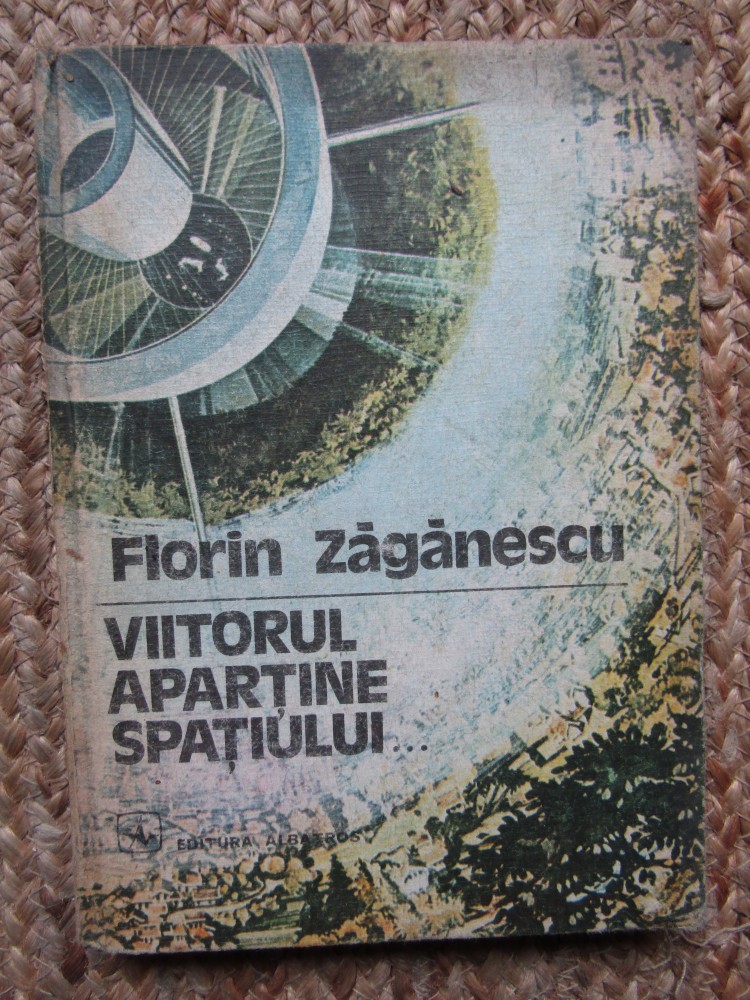 Florin Zăgănescu
VIITORUL
APARȚINE
SPAȚIULUI...
EDITURA ALBATROS